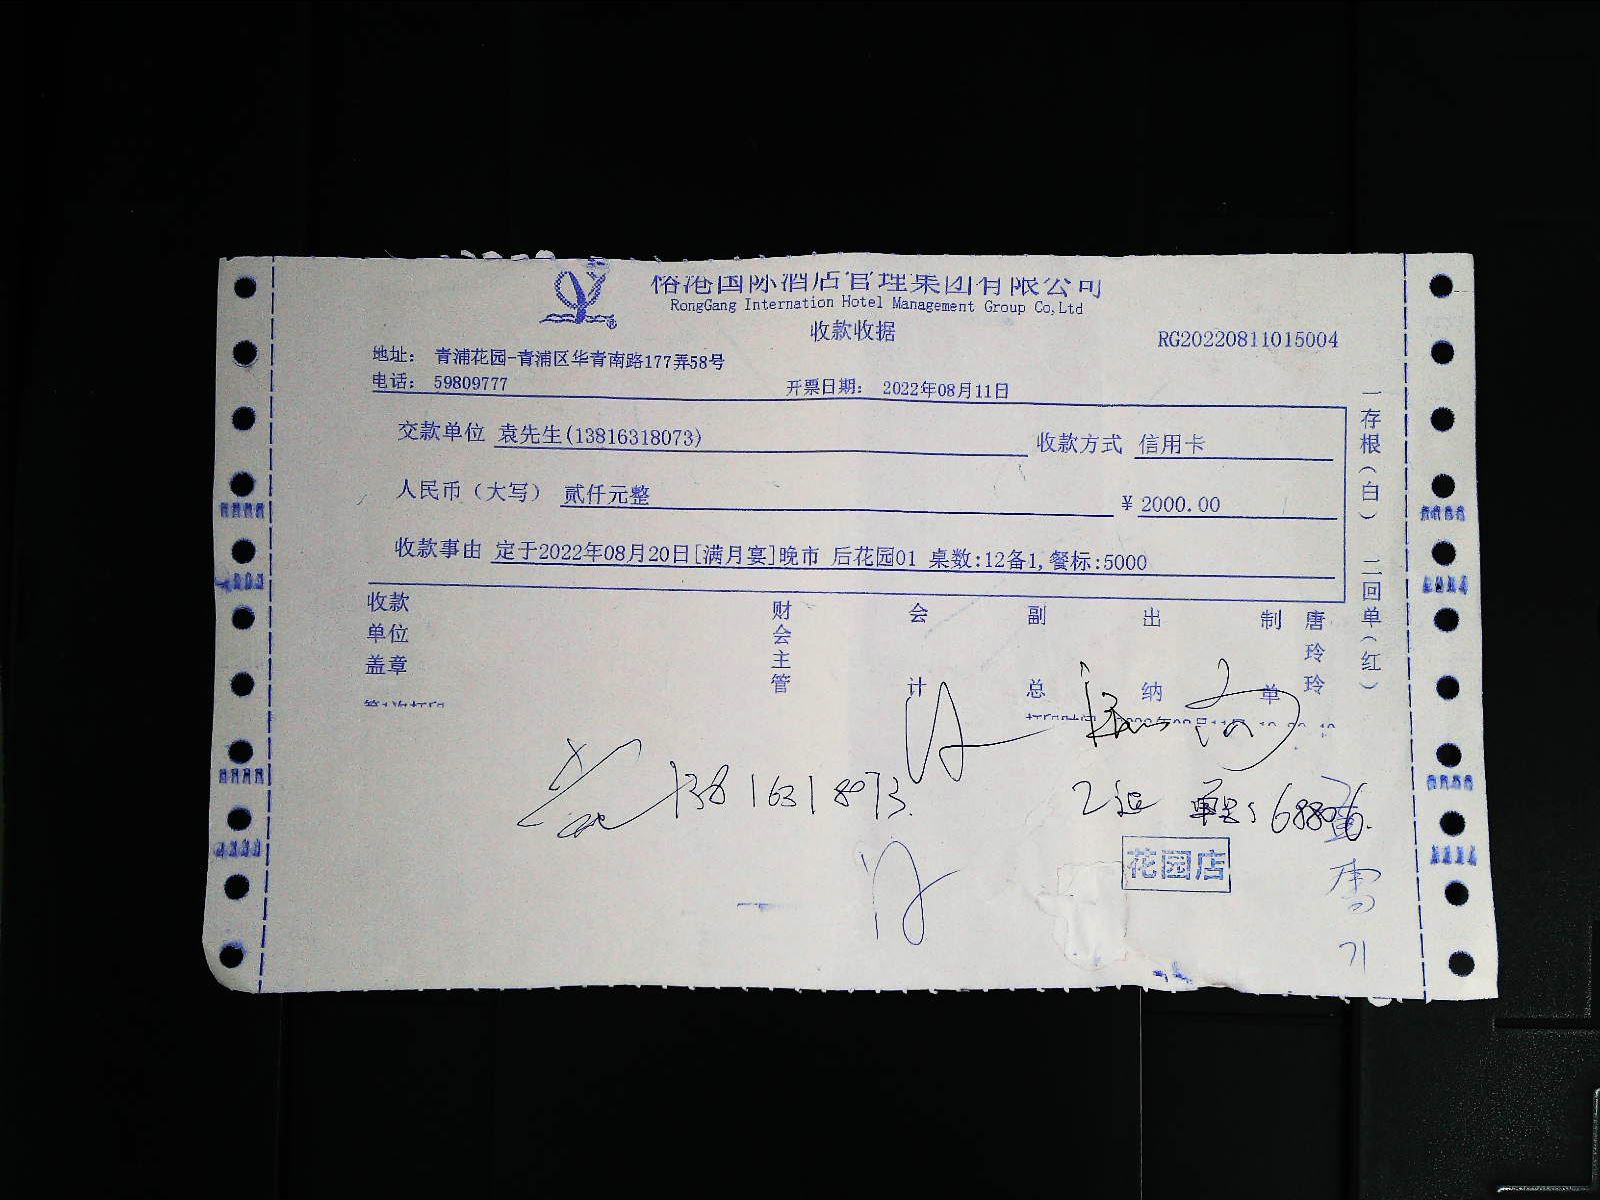 榕港国际酒店管理集团有限公司
RongGang Internation Hotel Management Group Co,Ltd
收款收据
RG20220811015004
地址： 青浦花园-青浦区华青南路177弄58号
电话： 59809777
开票日期： 2022年08月11日
交款单位 袁先生(13816318073)
收款方式 信用卡
人民币（大写） 贰仟元整
￥ 2000.00
收款事由 定于2022年08月20日[满月宴]晚市 后花园01 桌数:12备1,餐标:5000
收款单位盖章
财会主管
会计
副总
出纳
制单
唐玲玲
一存根(白) 二回单(红)
第1次打印
13816318073.
花园店